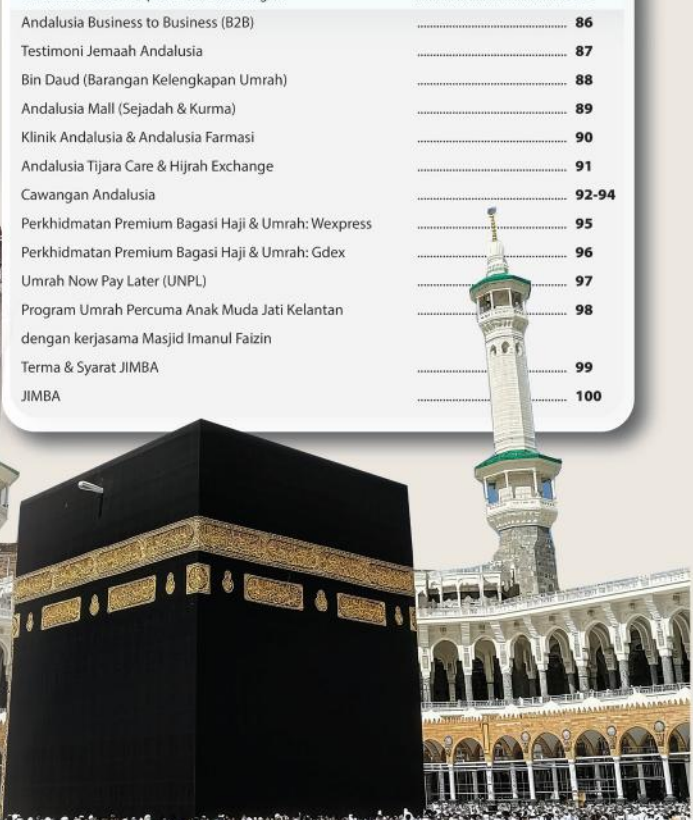 Andalusia Business to Business (B2B) ........................ 86
Testimoni Jemaah Andalusia ........................ 87
Bin Daud (Barangan Kelengkapan Umrah) ........................ 88
Andalusia Mall (Sejadah & Kurma) ........................ 89
Klinik Andalusia & Andalusia Farmasi ........................ 90
Andalusia Tijara Care & Hijrah Exchange ........................ 91
Cawangan Andalusia ........................ 92-94
Perkhidmatan Premium Bagasi Haji & Umrah: Wexpress ........................ 95
Perkhidmatan Premium Bagasi Haji & Umrah: Gdex ........................ 96
Umrah Now Pay Later (UNPL) ........................ 97
Program Umrah Percuma Anak Muda Jati Kelantan ........................ 98
dengan kerjasama Masjid Imanul Faizin
Terma & Syarat JIMBA ........................ 99
JIMBA ........................ 100